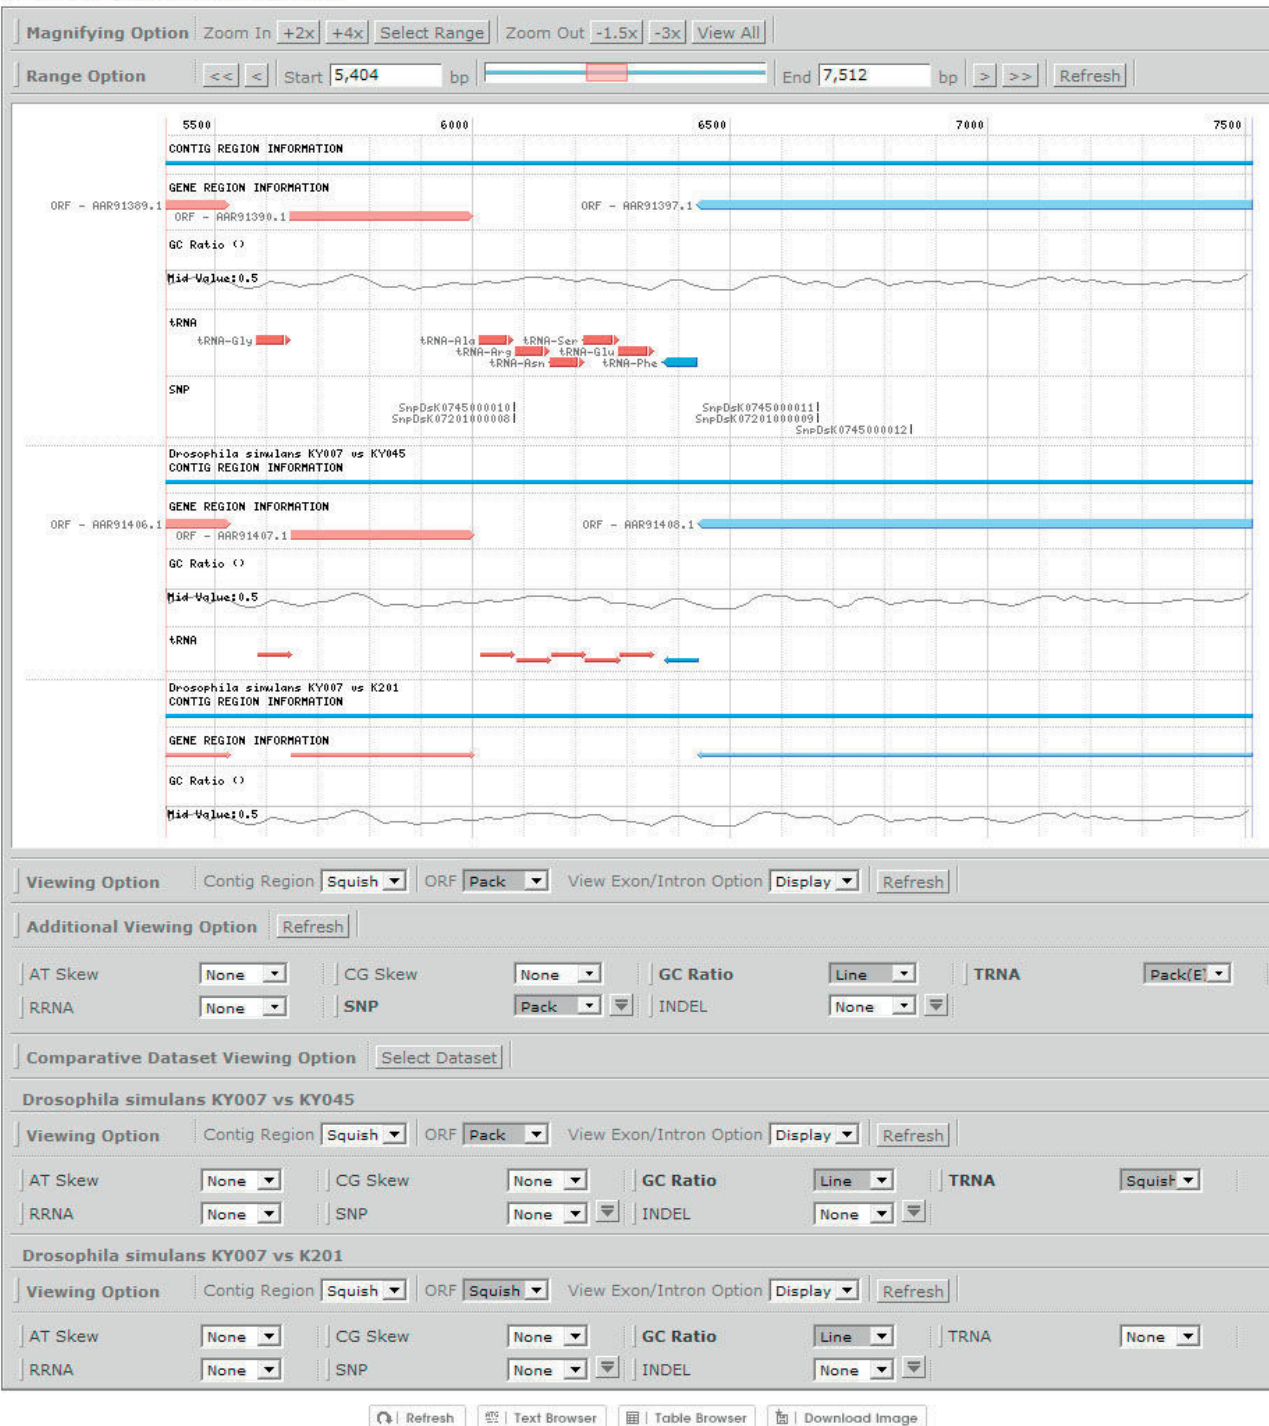 Magnifying Option Zoom In +2x +4x Select Range Zoom Out -1.5x -3x View All
Range Option << < Start 5,404 bp End 7,512 bp > >> Refresh
5500 6000 6500 7000 7500
CONTIG REGION INFORMATION
GENE REGION INFORMATION
ORF - AAR91389.1 ORF - AAR91397.1
ORF - AAR91390.1
GC Ratio ()
Mid-Value:0.5
tRNA
tRNA-Gly tRNA-Ala tRNA-Ser
tRNA-Arg tRNA-Glu
tRNA-Asn tRNA-Phe
SNP
SnpDsK0745000010 SnpDsK0745000011
SnpDsK07201000008 SnpDsK07201000009
SnpDsK0745000012
Drosophila simulans KY007 vs KY045
CONTIG REGION INFORMATION
GENE REGION INFORMATION
ORF - AAR91406.1 ORF - AAR91408.1
ORF - AAR91407.1
GC Ratio ()
Mid-Value:0.5
tRNA
Drosophila simulans KY007 vs K201
CONTIG REGION INFORMATION
GENE REGION INFORMATION
GC Ratio ()
Mid-Value:0.5
Viewing Option Contig Region Squish ORF Pack View Exon/Intron Option Display Refresh
Additional Viewing Option Refresh
AT Skew None CG Skew None GC Ratio Line TRNA Pack(E)
RRNA None SNP Pack INDEL None
Comparative Dataset Viewing Option Select Dataset
Drosophila simulans KY007 vs KY045
Viewing Option Contig Region Squish ORF Pack View Exon/Intron Option Display Refresh
AT Skew None CG Skew None GC Ratio Line TRNA Squish
RRNA None SNP None INDEL None
Drosophila simulans KY007 vs K201
Viewing Option Contig Region Squish ORF Squish View Exon/Intron Option Display Refresh
AT Skew None CG Skew None GC Ratio Line TRNA None
RRNA None SNP None INDEL None
Refresh ATG Text Browser Table Browser Download Image